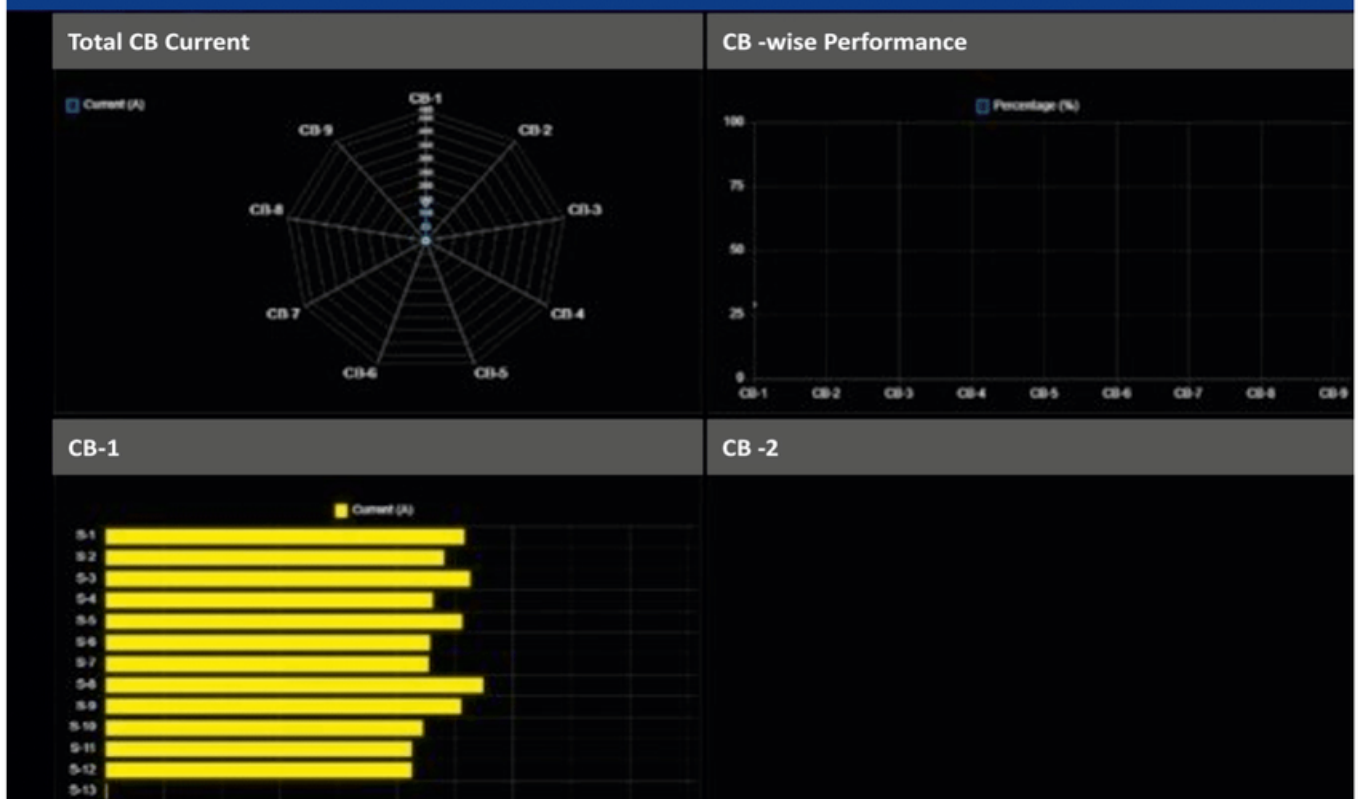 Total CB Current
CB -wise Performance
Current (A)
CB-1
CB-2
CB-3
CB-4
CB-5
CB-6
CB-7
CB-8
CB-9
Percentage (%)
100
75
50
25
0
CB-1 CB-2 CB-3 CB-4 CB-5 CB-6 CB-7 CB-8 CB-9
CB-1
CB -2
Current (A)
S-1
S-2
S-3
S-4
S-5
S-6
S-7
S-8
S-9
S-10
S-11
S-12
S-13